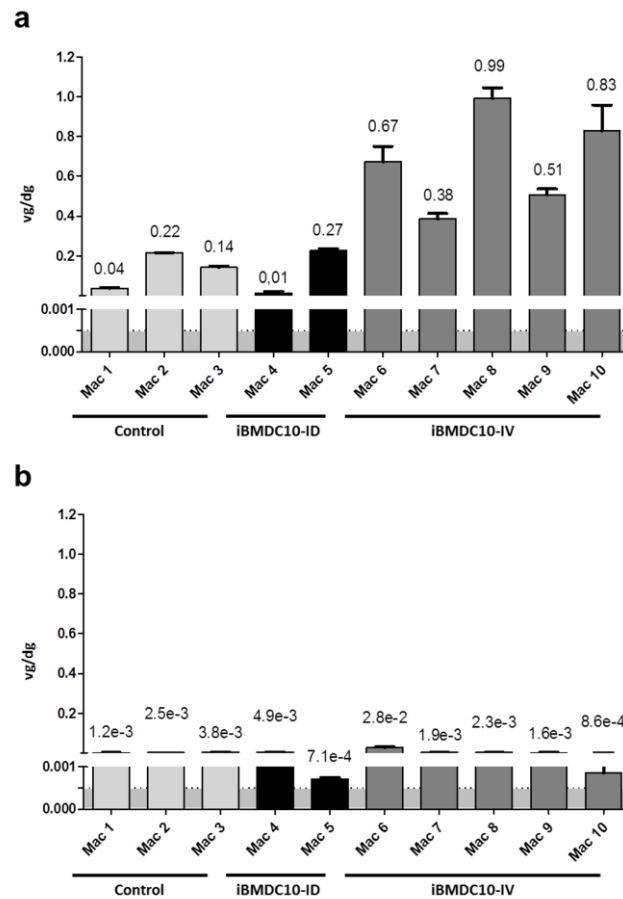 a
1.2
1.0
0.8
0.6
0.4
0.2
0.001
0.000
vg/dg
0.04
0.22
0.14
0,01
0.27
0.67
0.38
0.99
0.51
0.83
Mac 1
Mac 2
Mac 3
Mac 4
Mac 5
Mac 6
Mac 7
Mac 8
Mac 9
Mac 10
Control
iBMDC10-ID
iBMDC10-IV
b
1.2
1.0
0.8
0.6
0.4
0.2
0.001
0.000
vg/dg
1.2e-3
2.5e-3
3.8e-3
4.9e-3
7.1e-4
2.8e-2
1.9e-3
2.3e-3
1.6e-3
8.6e-4
Mac 1
Mac 2
Mac 3
Mac 4
Mac 5
Mac 6
Mac 7
Mac 8
Mac 9
Mac 10
Control
iBMDC10-ID
iBMDC10-IV